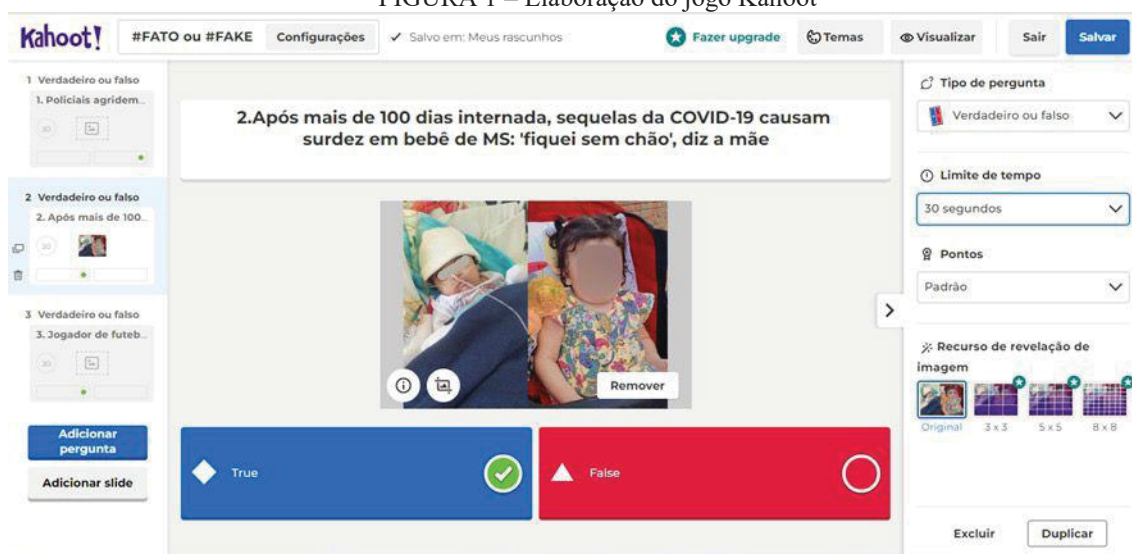 FIGURA 1 – Elaboração do jogo Kahoot
Kahoot!
#FATO ou #FAKE
Configurações
Salvo em: Meus rascunhos
Fazer upgrade
Temas
Visualizar
Sair
Salvar
1 Verdadeiro ou falso
1. Policiais agridem...
30
2 Verdadeiro ou falso
2. Após mais de 100...
30
3 Verdadeiro ou falso
3. Jogador de futeb...
30
Adicionar
pergunta
Adicionar slide
2.Após mais de 100 dias internada, sequelas da COVID-19 causam
surdez em bebê de MS: 'fiquei sem chão', diz a mãe
Remover
True
False
Tipo de pergunta
Verdadeiro ou falso
Limite de tempo
30 segundos
Pontos
Padrão
Recurso de revelação de
imagem
Original
3 x 3
5 x 5
8 x 8
Excluir
Duplicar